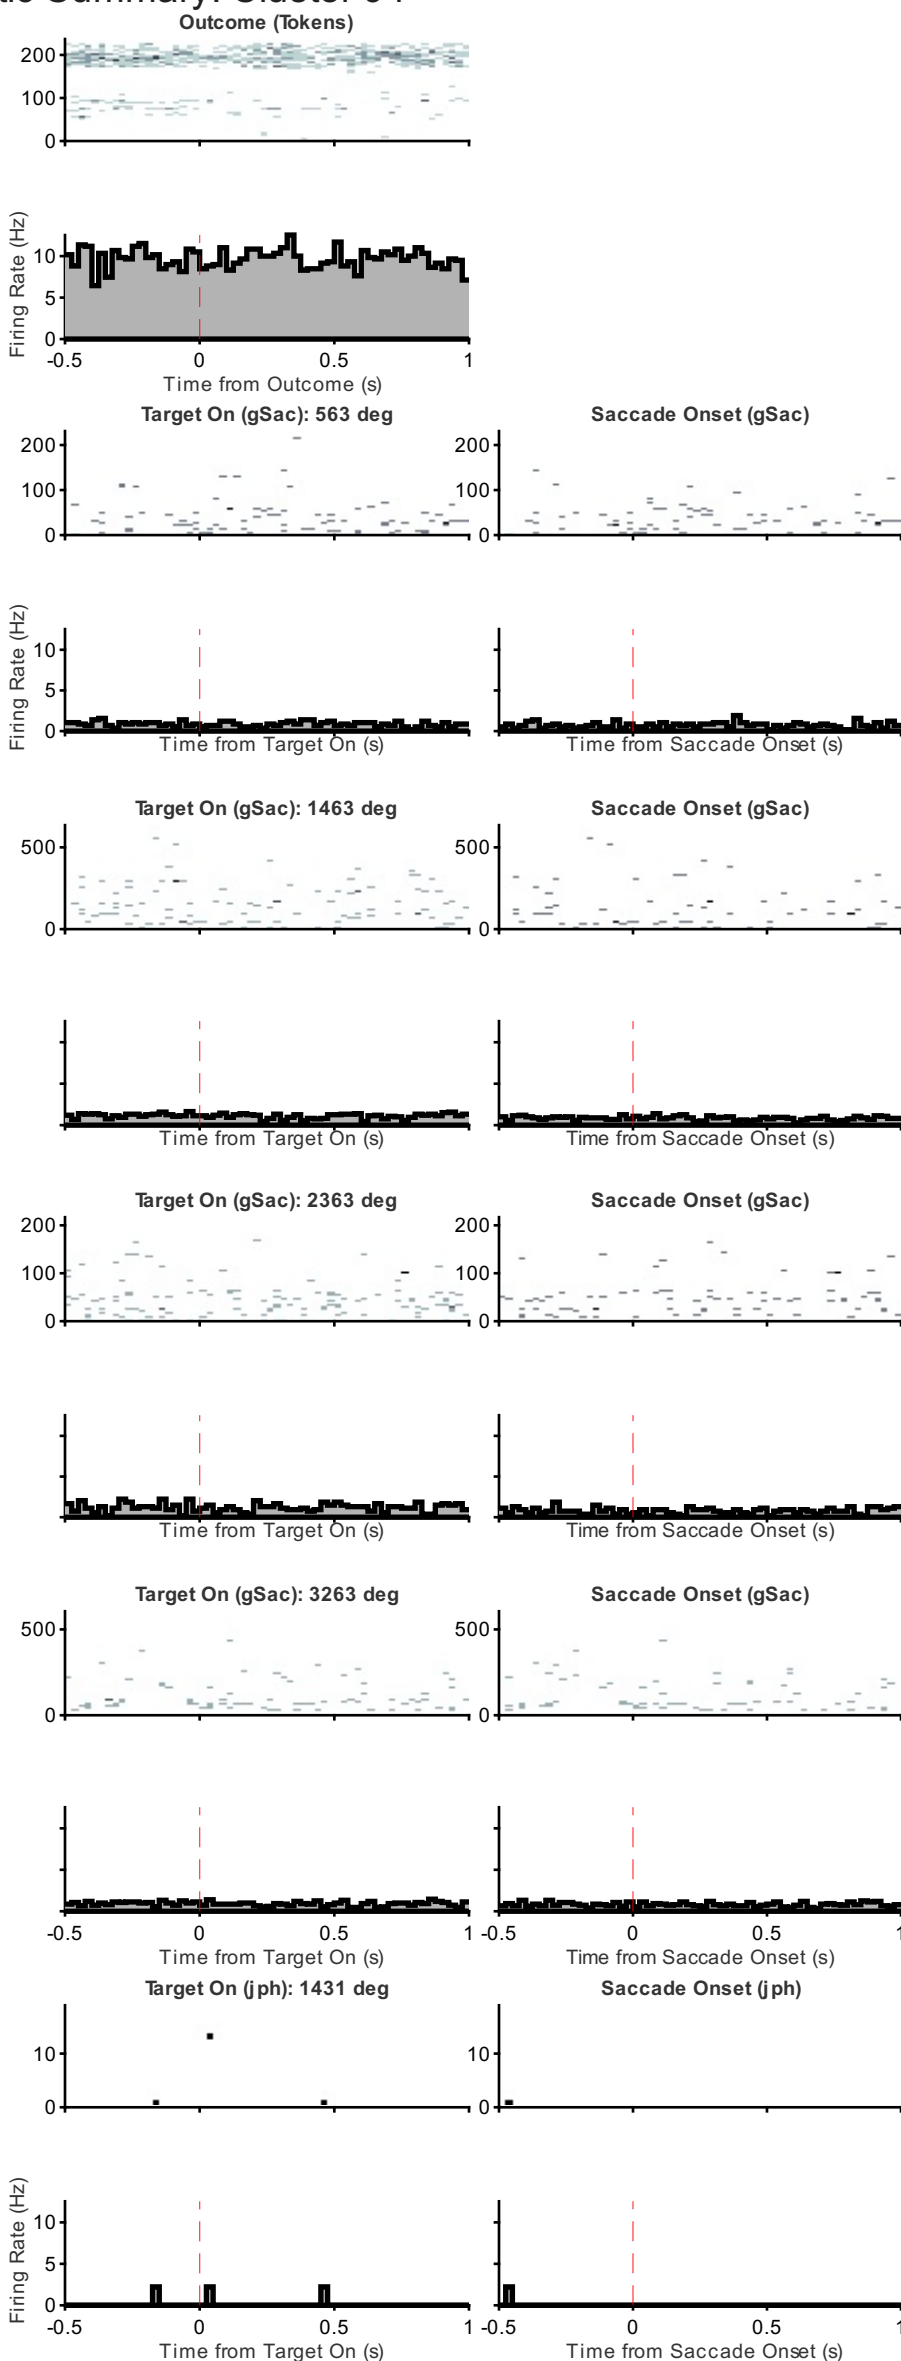 Summary: Cluster
Outcome (Tokens)
200
100
0
Firing Rate (Hz)
10
5
0
-0.5 0 0.5 1
Time from Outcome (s)
Target On (gSac): 563 deg Saccade Onset (gSac)
200 200
100 100
0 0
Firing Rate (Hz)
10
5
0
Time from Target On (s) Time from Saccade Onset (s)
Target On (gSac): 1463 deg Saccade Onset (gSac)
500 500
0 0
Time from Target On (s) Time from Saccade Onset (s)
Target On (gSac): 2363 deg Saccade Onset (gSac)
200 200
100 100
0 0
Time from Target On (s) Time from Saccade Onset (s)
Target On (gSac): 3263 deg Saccade Onset (gSac)
500 500
0 0
-0.5 0 0.5 1 -0.5 0 0.5 1
Time from Target On (s) Time from Saccade Onset (s)
Target On (jph): 1431 deg Saccade Onset (jph)
10 10
0 0
Firing Rate (Hz)
10
5
0
-0.5 0 0.5 1 -0.5 0 0.5 1
Time from Target On (s) Time from Saccade Onset (s)